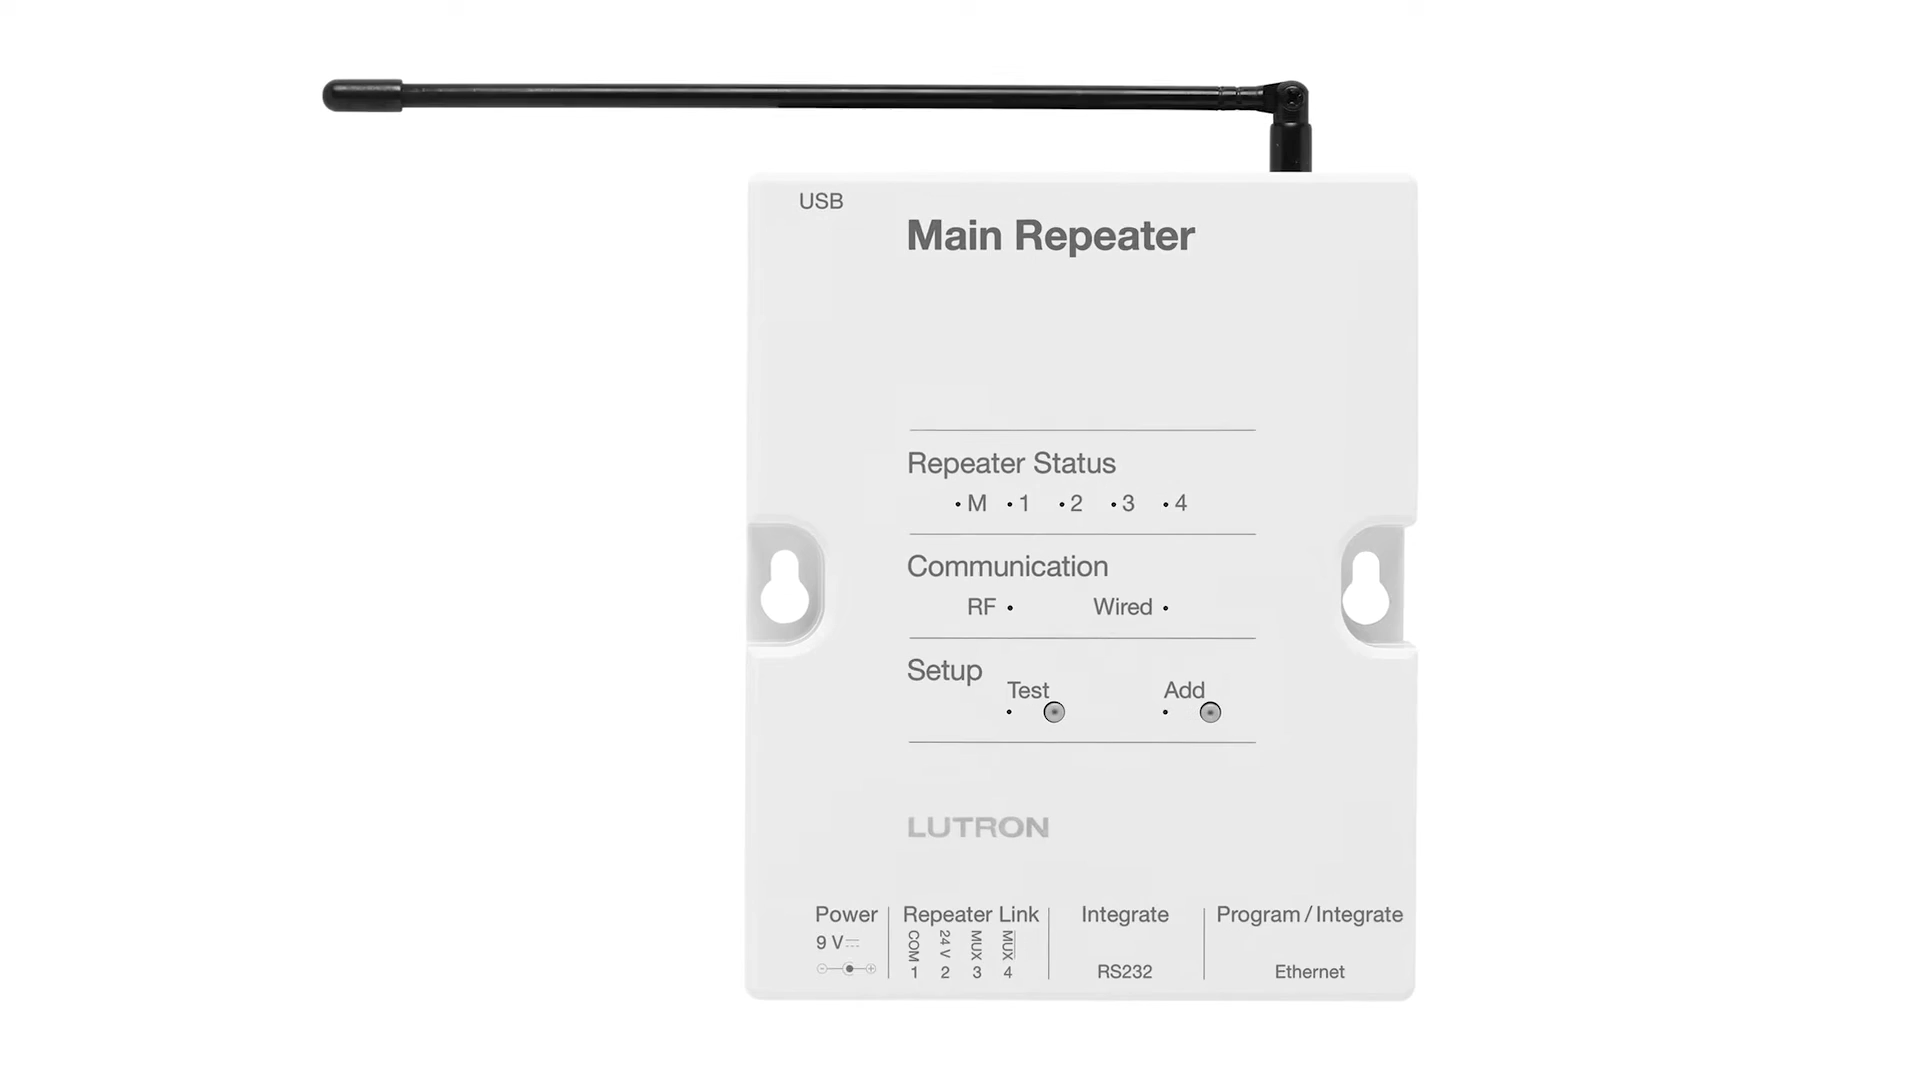 USB
Main Repeater
Repeater Status
M 1 2 3 4
Communication
RF Wired
Setup
Test Add
LUTRON
Power Repeater Link Integrate Program / Integrate
9 V COM 24 V MUX MUX
1 2 3 4 RS232 Ethernet